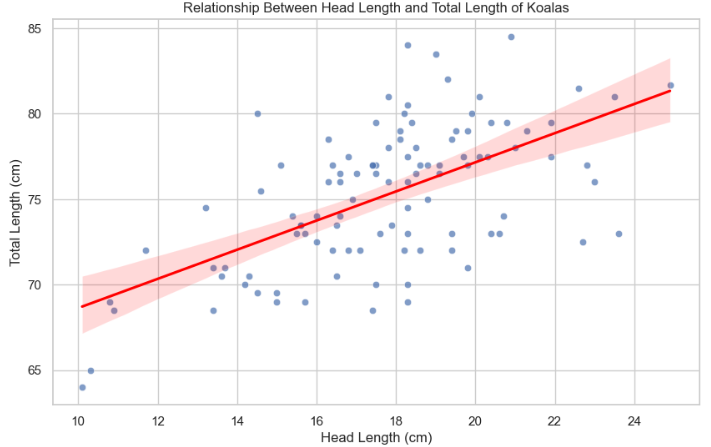 Relationship Between Head Length and Total Length of Koalas
85
80
75
70
65
Total Length (cm)
10 12 14 16 18 20 22 24
Head Length (cm)